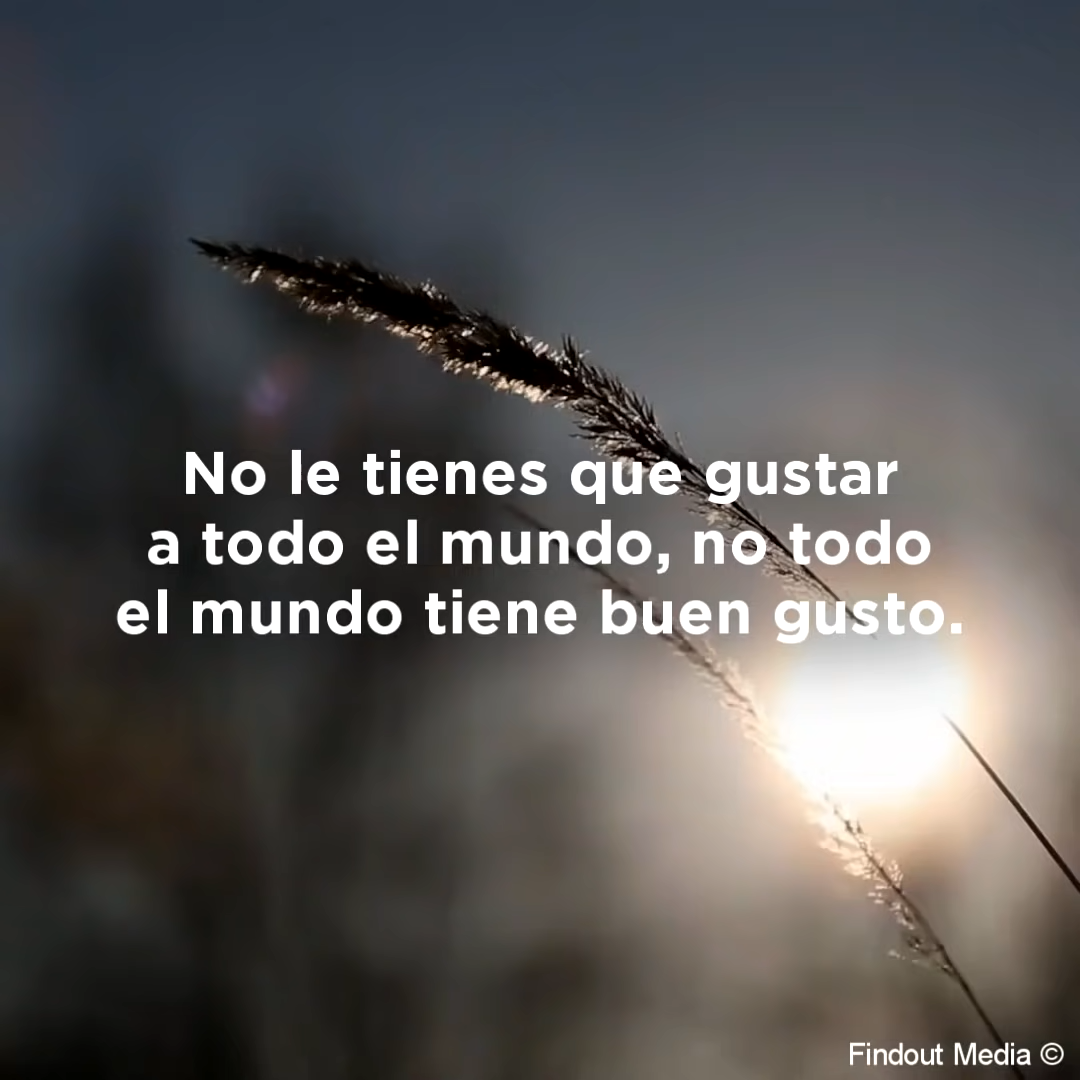 No le tienes que gustar
a todo el mundo, no todo
el mundo tiene buen gusto.
Findout Media ©